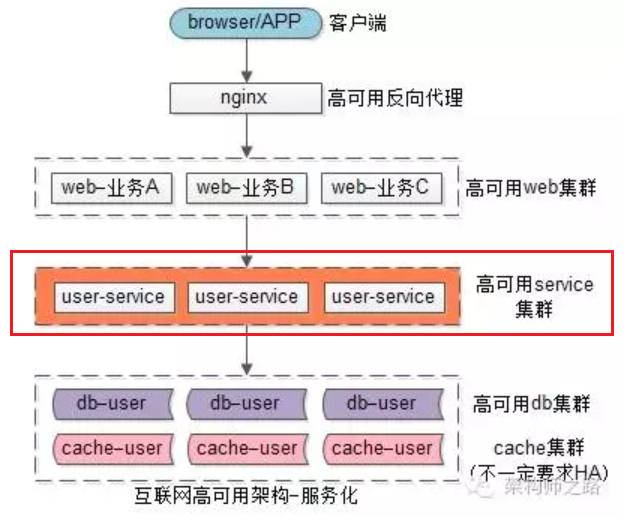 browser/APP 客户端
nginx 高可用反向代理
web-业务A web-业务B web-业务C 高可用web集群
user-service user-service user-service 高可用service
集群
db-user db-user db-user 高可用db集群
cache-user cache-user cache-user cache集群
(不一定要求HA)
互联网高可用架构-服务化
架构师之路